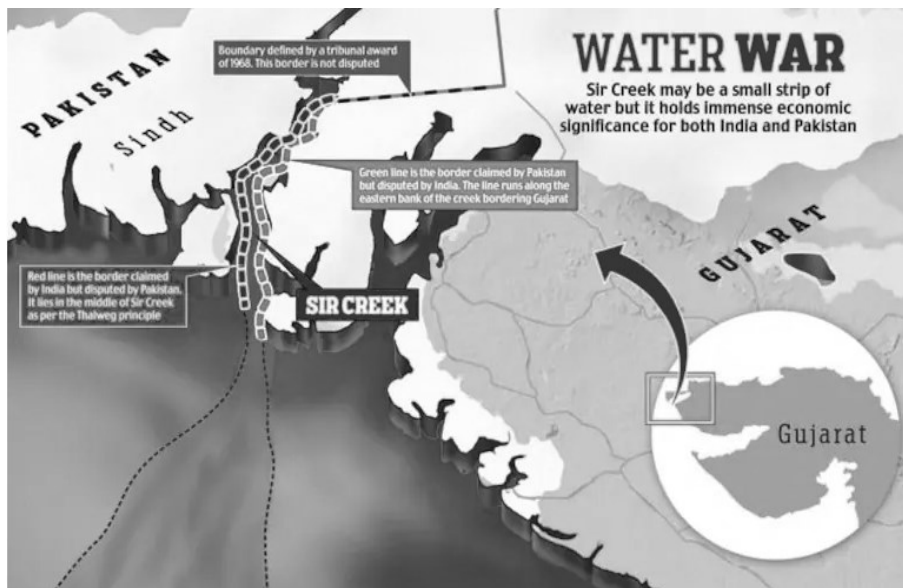 WATER WAR
Sir Creek may be a small strip of
water but it holds immense economic
significance for both India and Pakistan
Boundary defined by a tribunal award
of 1968. This border is not disputed
PAKISTAN
Sindh
Green line is the border claimed by Pakistan
but disputed by India. The line runs along the
eastern bank of the creek bordering Gujarat
GUJARAT
Red line is the border claimed
by India but disputed by Pakistan.
It lies in the middle of Sir Creek
as per the Thalweg principle
SIR CREEK
Gujarat